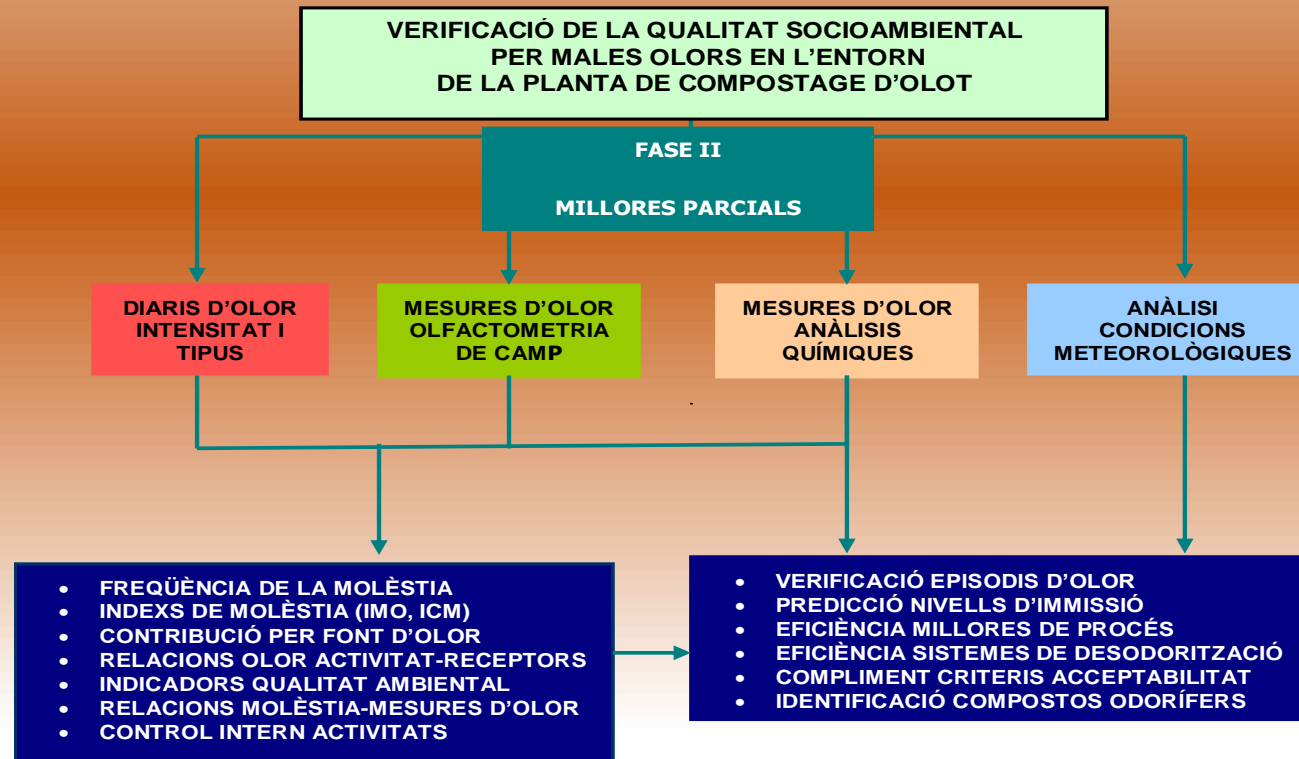 VERIFICACIÓ DE LA QUALITAT SOCIOAMBIENTAL
PER MALES OLORS EN L'ENTORN
DE LA PLANTA DE COMPOSTAGE D'OLOT
FASE II
MILLORES PARCIALS
DIARIS D'OLOR
INTENSITAT I
TIPUS
MESURES D'OLOR
OLFACTOMETRIA
DE CAMP
MESURES D'OLOR
ANÀLISIS
QUÍMIQUES
ANÀLISI
CONDICIONS
METEOROLÒGIQUES
• FREQÜÈNCIA DE LA MOLÈSTIA
• INDEXS DE MOLÈSTIA (IMO, ICM)
• CONTRIBUCIÓ PER FONT D'OLOR
• RELACIONS OLOR ACTIVITAT-RECEPTORS
• INDICADORS QUALITAT AMBIENTAL
• RELACIONS MOLÈSTIA-MESURES D'OLOR
• CONTROL INTERN ACTIVITATS
• VERIFICACIÓ EPISODIS D'OLOR
• PREDICCIÓ NIVELLS D'IMMISSIÓ
• EFICIÈNCIA MILLORES DE PROCÉS
• EFICIÈNCIA SISTEMES DE DESODORITZACIÓ
• COMPLIMENT CRITERIS ACCEPTABILITAT
• IDENTIFICACIÓ COMPOSTOS ODORÍFERS